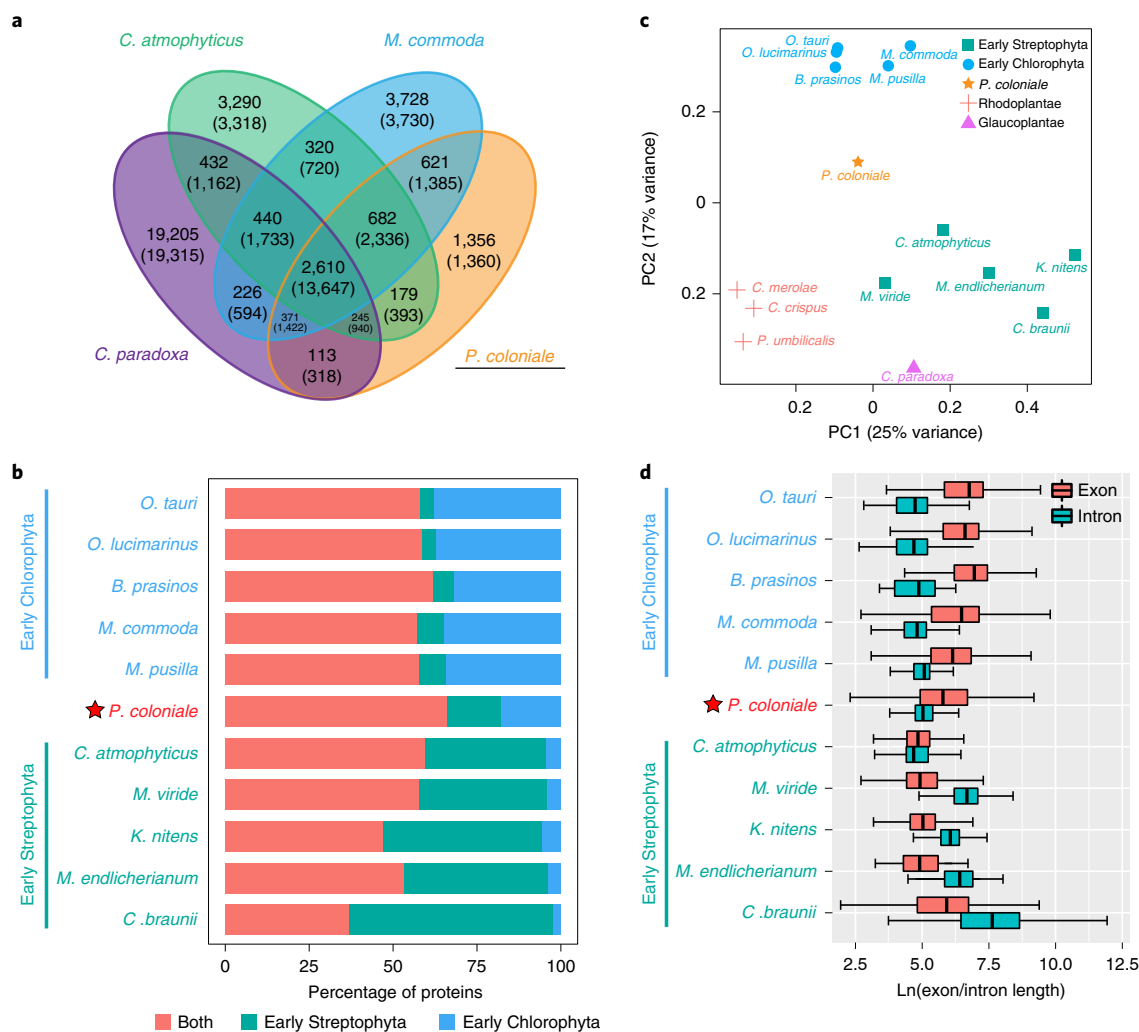 a
C. atmophyticus
M. commoda
3,290
(3,318)
3,728
(3,730)
320
(720)
432
(1,162)
621
(1,385)
440
(1,733)
682
(2,336)
19,205
(19,315)
1,356
(1,360)
2,610
(13,647)
226
(594)
179
(393)
371
(1,422)
245
(940)
113
(318)
C. paradoxa
P. coloniale
b
Early Chlorophyta
O. tauri
O. lucimarinus
B. prasinos
M. commoda
M. pusilla
P. coloniale
Early Streptophyta
C. atmophyticus
M. viride
K. nitens
M. endlicherianum
C .braunii
0
25
50
75
100
Percentage of proteins
Both
Early Streptophyta
Early Chlorophyta
c
O. tauri
O. lucimarinus
M. commoda
B. prasinos
M. pusilla
Early Streptophyta
Early Chlorophyta
P. coloniale
Rhodoplantae
Glaucoplantae
P. coloniale
C. atmophyticus
K. nitens
M. endlicherianum
M. viride
C. merolae
C. crispus
C. braunii
P. umbilicalis
C. paradoxa
0.2
0
0.2
PC2 (17% variance)
0.2
0
0.2
0.4
PC1 (25% variance)
d
Exon
Intron
Early Chlorophyta
O. tauri
O. lucimarinus
B. prasinos
M. commoda
M. pusilla
P. coloniale
Early Streptophyta
C. atmophyticus
M. viride
K. nitens
M. endlicherianum
C .braunii
2.5
5.0
7.5
10.0
12.5
Ln(exon/intron length)